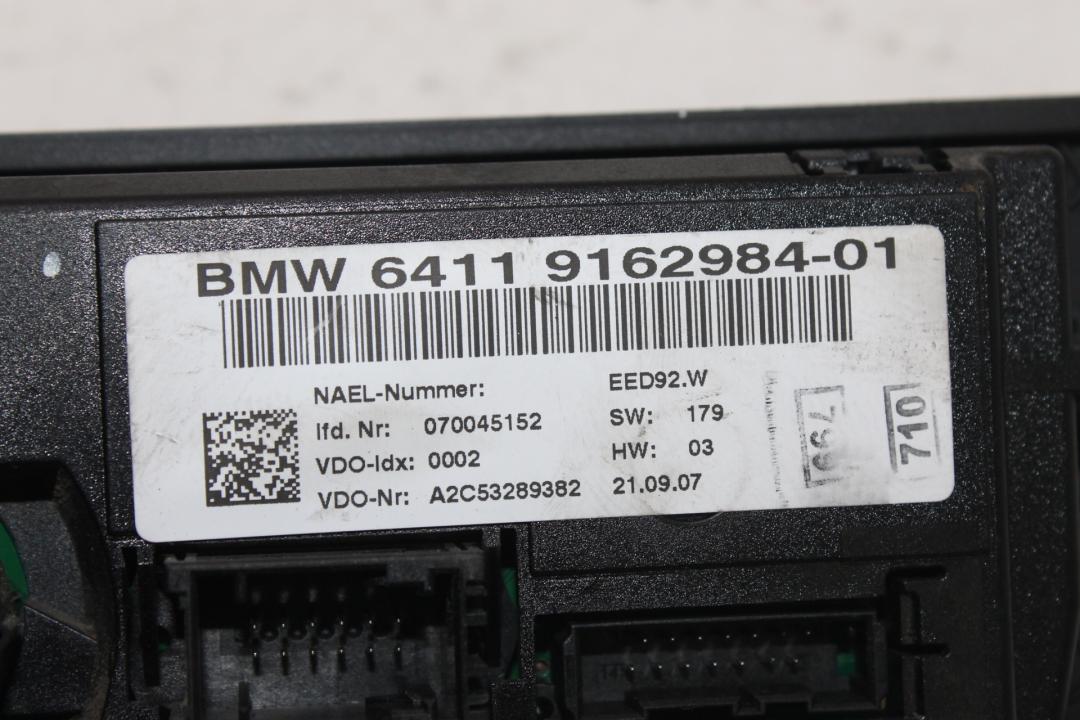 BMW 6411 9162984-01
NAEL-Nummer: EED92.W
lfd. Nr: 070045152 SW: 179
VDO-Idx: 0002 HW: 03
VDO-Nr: A2C53289382 21.09.07
710